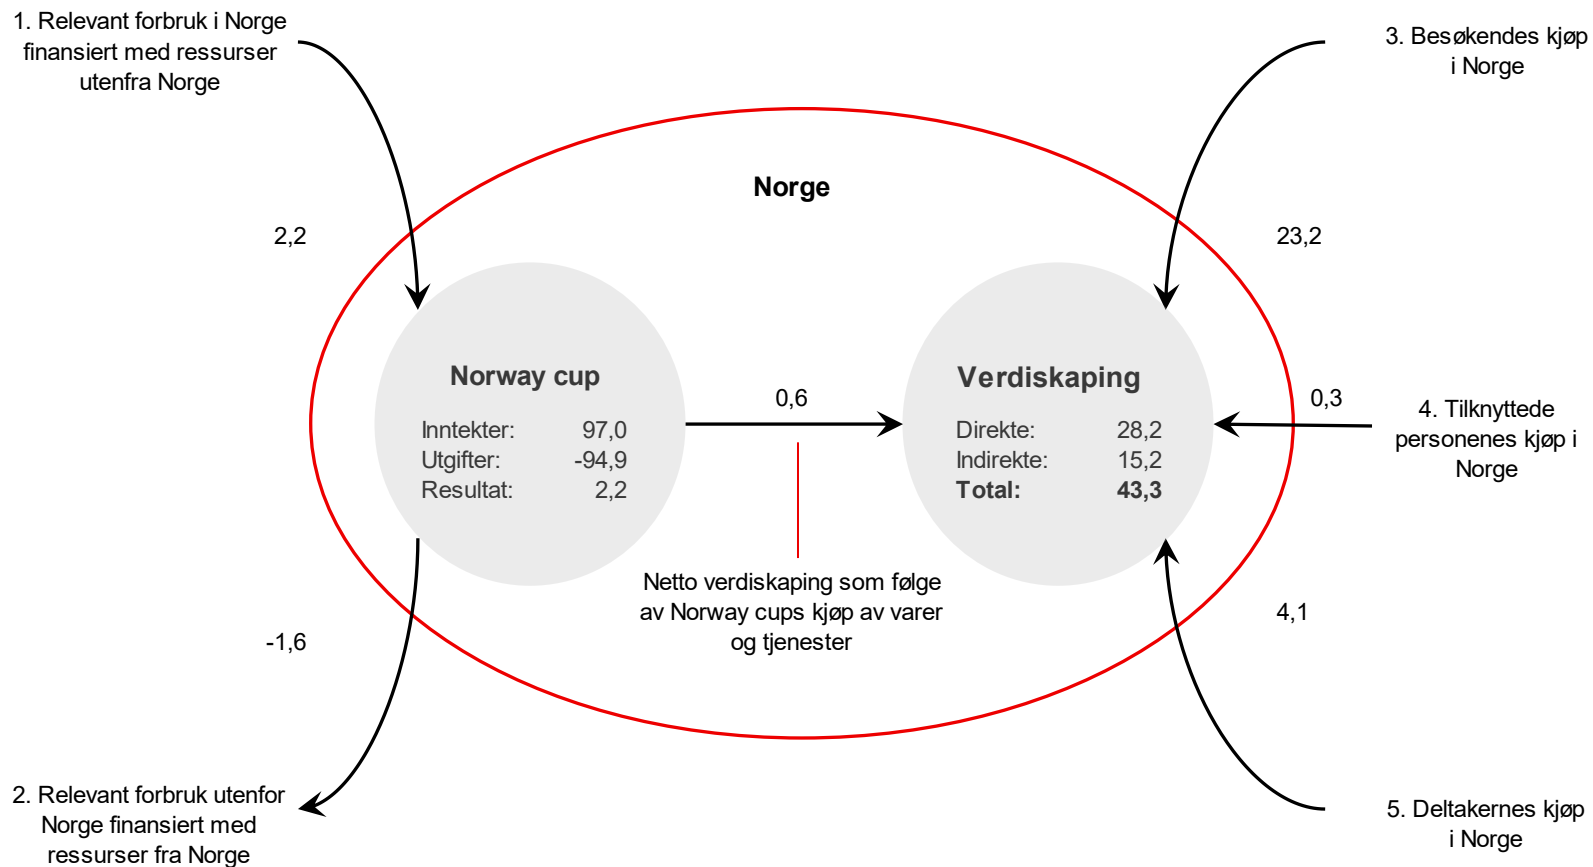 1. Relevant forbruk i Norge
finansiert med ressurser
utenfra Norge
3. Besøkendes kjøp
i Norge
Norge
2,2
23,2
Norway cup
Inntekter: 97,0
Utgifter: -94,9
Resultat: 2,2
0,6
Verdiskaping
Direkte: 28,2
Indirekte: 15,2
Total: 43,3
0,3
4. Tilknyttede
personenes kjøp i
Norge
Netto verdiskaping som følge
av Norway cups kjøp av varer
og tjenester
-1,6
4,1
2. Relevant forbruk utenfor
Norge finansiert med
ressurser fra Norge
5. Deltakernes kjøp
i Norge